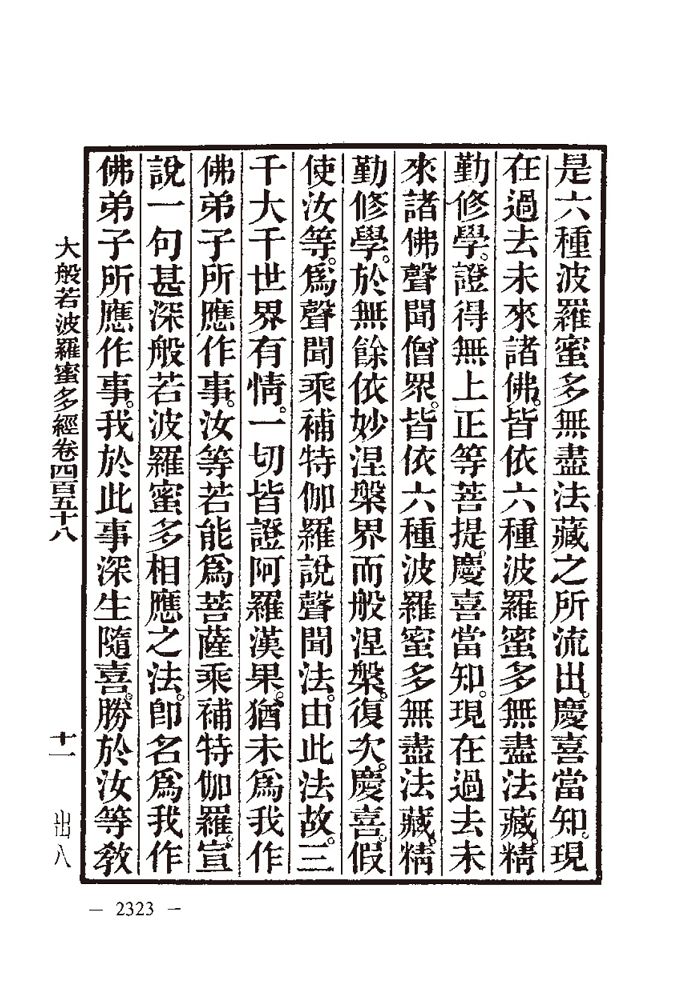 是六種波羅蜜多無盡法藏之所流出。慶喜當知。現
在過去未來諸佛。皆依六種波羅蜜多無盡法藏。精
勤修學。證得無上正等菩提。慶喜當知。現在過去未
來諸佛聲聞僧眾。皆依六種波羅蜜多無盡法藏。精
勤修學。於無餘依妙涅槃界而般涅槃。復次。慶喜。假
使汝等。爲聲聞乘補特伽羅說聲聞法。由此法故。三
千大千世界有情。一切皆證阿羅漢果。猶未爲我作
佛弟子所應作事。汝等若能爲菩薩乘補特伽羅。宣
說一句甚深般若波羅蜜多相應之法。卽名爲我作
佛弟子所應作事。我於此事深生隨喜。勝於汝等敎
大般若波羅蜜多經卷四百五十八 十一 出八
— 2323 —